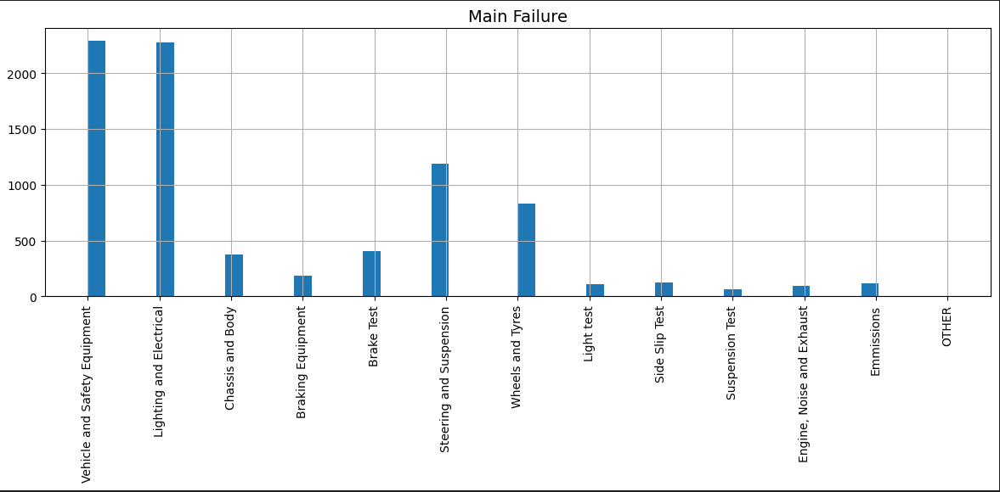 Main Failure
2000
1500
1000
500
0
Vehicle and Safety Equipment
Lighting and Electrical
Chassis and Body
Braking Equipment
Brake Test
Steering and Suspension
Wheels and Tyres
Light test
Side Slip Test
Suspension Test
Engine, Noise and Exhaust
Emmissions
OTHER